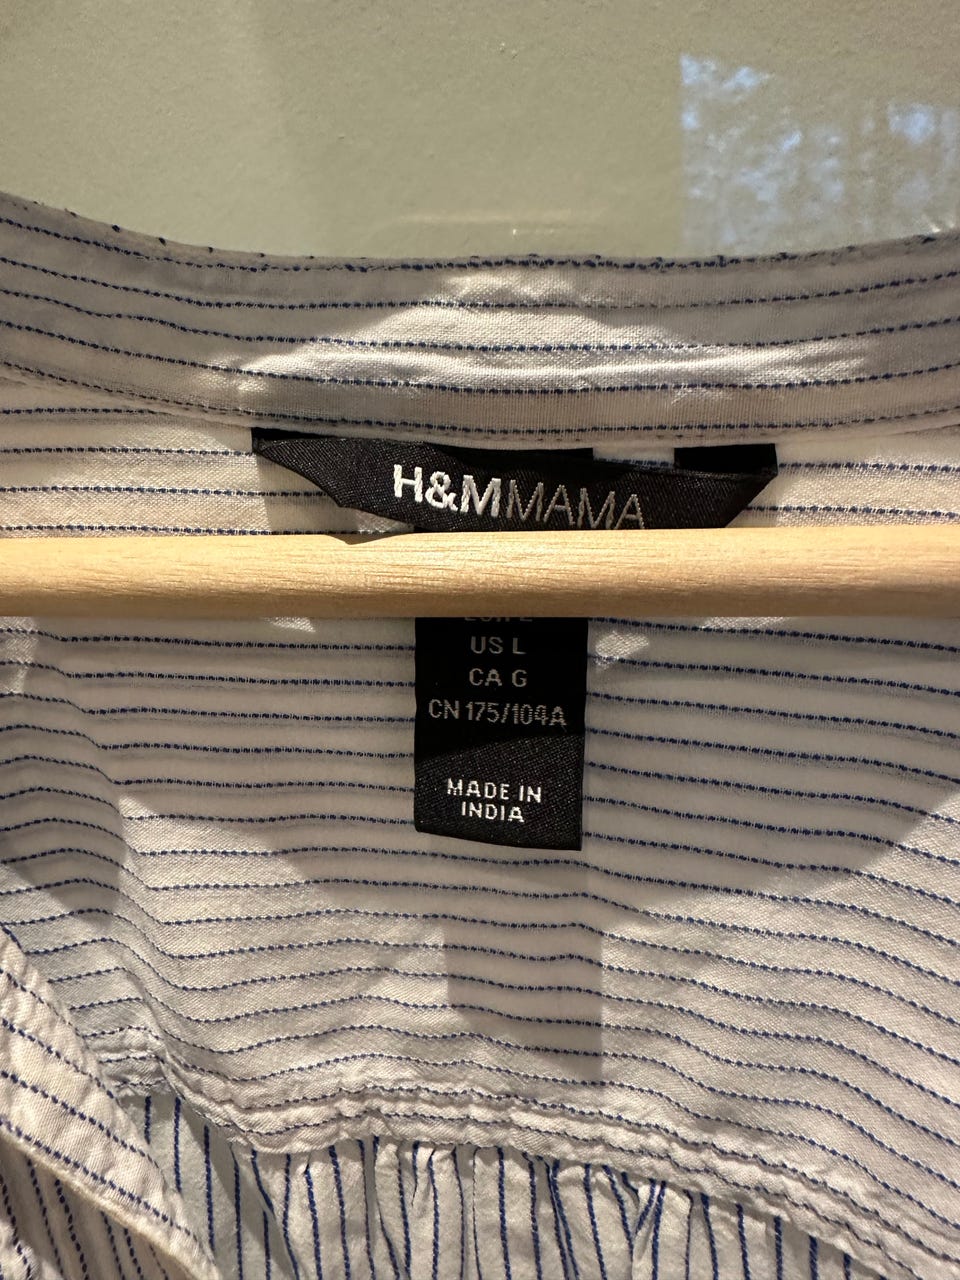 H&MMAMA
US L
CA G
CN 175/104A
MADE IN
INDIA